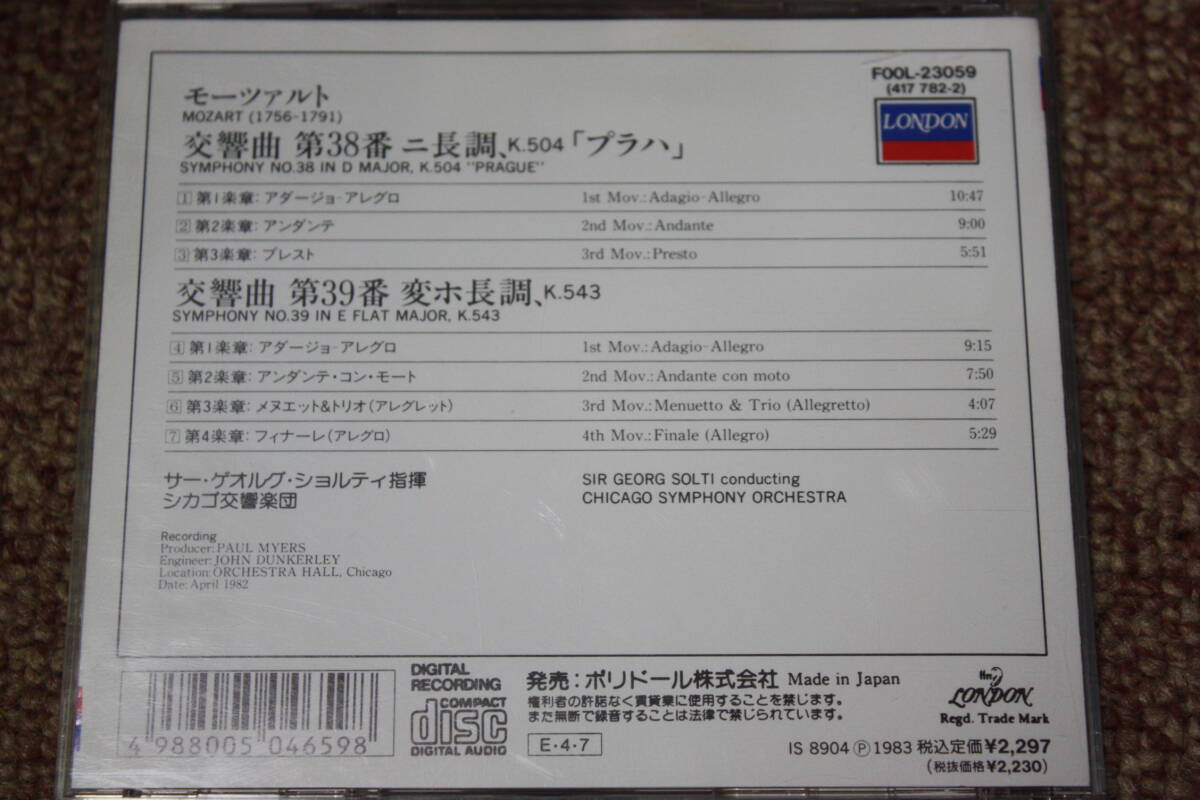 FOOL-23059
(417 782-2)
LONDON
モーツァルト
MOZART (1756-1791)
交響曲 第38番 ニ長調、K.504「プラハ」
SYMPHONY NO.38 IN D MAJOR, K.504 "PRAGUE"
1 第1楽章: アダージョ-アレグロ 1st Mov.: Adagio-Allegro 10:47
2 第2楽章: アンダンテ 2nd Mov.: Andante 9:00
3 第3楽章: プレスト 3rd Mov.: Presto 5:51
交響曲 第39番 変ホ長調、K.543
SYMPHONY NO.39 IN E FLAT MAJOR, K.543
4 第1楽章: アダージョ-アレグロ 1st Mov.: Adagio-Allegro 9:15
5 第2楽章: アンダンテ・コン・モート 2nd Mov.: Andante con moto 7:50
6 第3楽章: メヌエット&トリオ(アレグレット) 3rd Mov.: Menuetto & Trio (Allegretto) 4:07
7 第4楽章: フィナーレ(アレグロ) 4th Mov.: Finale (Allegro) 5:29
サー・ゲオルグ・ショルティ指揮 SIR GEORG SOLTI conducting
シカゴ交響楽団 CHICAGO SYMPHONY ORCHESTRA
Recording
Producer: PAUL MYERS
Engineer: JOHN DUNKERLEY
Location: ORCHESTRA HALL, Chicago
Date: April 1982
4 988005 046598
DIGITAL
RECORDING
COMPACT
disc
DIGITAL AUDIO
発売: ポリドール株式会社 Made in Japan
権利者の許諾なく賃貸業に使用することを禁じます。
また無断で録音することは法律で禁じられています。
E・4・7
ffrr
LONDON
Regd. Trade Mark
IS 8904 Ⓟ 1983 税込定価¥2,297
(税抜価格¥2,230)